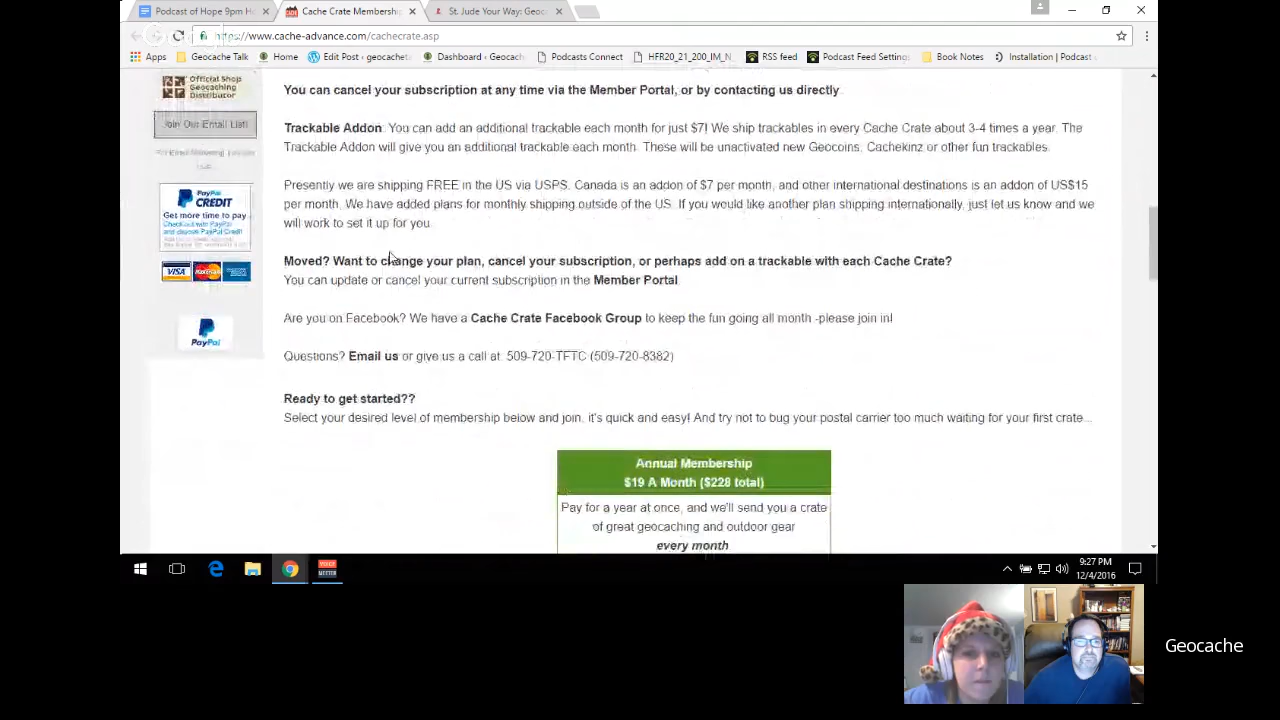 Podcast of Hope 9pm H
Cache Crate Membership
St. Jude Your Way: Geoc
https://www.cache-advance.com/cachecrate.asp
Apps
Geocache Talk
Home
Edit Post ‹ geocachet
Dashboard ‹ Geocach
Podcasts Connect
HFR20_21_200_IM_N
RSS feed
Podcast Feed Setting
Book Notes
Installation | Podcast
Official Shop
Geocaching
Distributor
Join Our Email List!
PayPal
CREDIT
Get more time to pay
Checkout with PayPal
and choose PayPal Credit
VISA
PayPal
You can cancel your subscription at any time via the Member Portal, or by contacting us directly.
Trackable Addon: You can add an additional trackable each month for just $7! We ship trackables in every Cache Crate about 3-4 times a year. The
Trackable Addon will give you an additional trackable each month. These will be unactivated new Geocoins, Cachekinz or other fun trackables.
Presently we are shipping FREE in the US via USPS. Canada is an addon of $7 per month, and other international destinations is an addon of US$15
per month. We have added plans for monthly shipping outside of the US. If you would like another plan shipping internationally, just let us know and we
will work to set it up for you.
Moved? Want to change your plan, cancel your subscription, or perhaps add on a trackable with each Cache Crate?
You can update or cancel your current subscription in the Member Portal.
Are you on Facebook? We have a Cache Crate Facebook Group to keep the fun going all month -please join in!
Questions? Email us or give us a call at: 509-720-TFTC (509-720-8382)
Ready to get started??
Select your desired level of membership below and join, it's quick and easy! And try not to bug your postal carrier too much waiting for your first crate...
Annual Membership
$19 A Month ($228 total)
Pay for a year at once, and we'll send you a crate
of great geocaching and outdoor gear
every month
9:27 PM
12/4/2016
Geocache